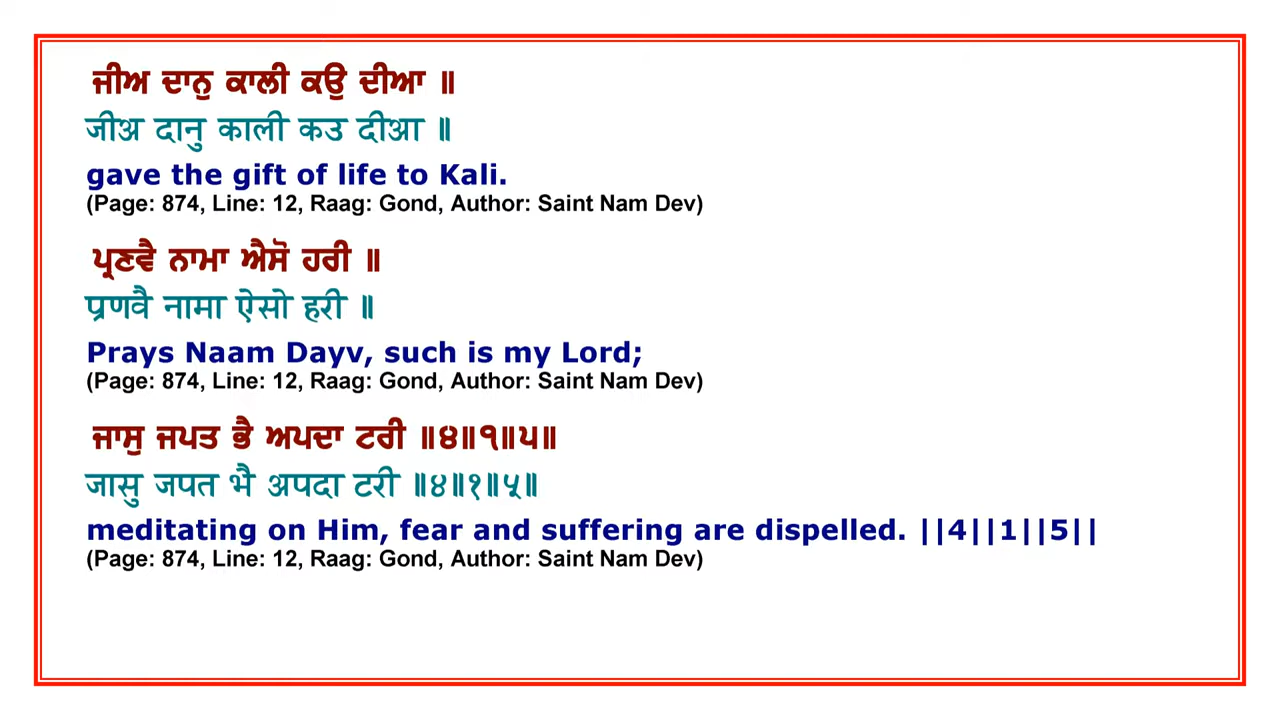 ਜੀਅ ਦਾਨੁ ਕਾਲੀ ਕਉ ਦੀਆ ॥
जीअ दानु काली कउ दीआ ॥
gave the gift of life to Kali.
(Page: 874, Line: 12, Raag: Gond, Author: Saint Nam Dev)
ਪ੍ਰਣਵੈ ਨਾਮਾ ਐਸੋ ਹਰੀ ॥
प्रणवै नामा ऐसो हरी ॥
Prays Naam Dayv, such is my Lord;
(Page: 874, Line: 12, Raag: Gond, Author: Saint Nam Dev)
ਜਾਸੁ ਜਪਤ ਭੈ ਅਪਦਾ ਟਰੀ ॥੪॥੧॥੫॥
जासु जपत भै अपदा टरी ॥४॥१॥५॥
meditating on Him, fear and suffering are dispelled. ||4||1||5||
(Page: 874, Line: 12, Raag: Gond, Author: Saint Nam Dev)